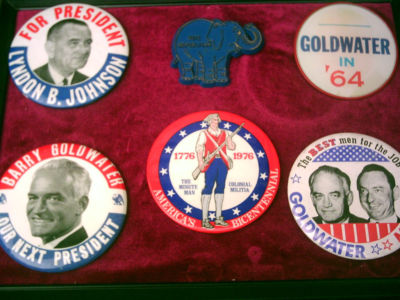 FOR PRESIDENT
LYNDON B. JOHNSON
GOLDWATER
IN
'64
BARRY GOLDWATER
OUR NEXT PRESIDENT
1776 1976
THE
MINUTE
MAN
COLONIAL
MILITIA
AMERICA'S BICENTENNIAL
The BEST men for the JOB
GOLDWATER